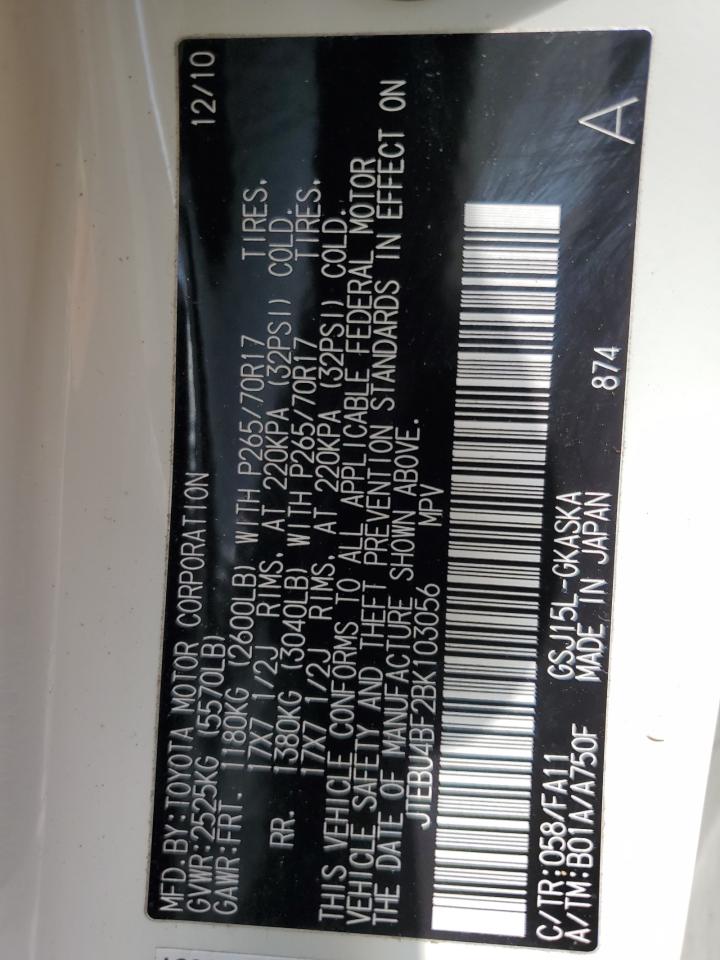 MFD.BY:TOYOTA MOTOR CORPORATION 12/10
GVWR:2525KG (5570LB)
GAWR:FRT. 1180KG (2600LB) WITH P265/70R17 TIRES,
17X7 1/2J RIMS, AT 220KPA (32PSI) COLD.
RR. 1380KG (3040LB) WITH P265/70R17 TIRES,
17X7 1/2J RIMS, AT 220KPA (32PSI) COLD.
THIS VEHICLE CONFORMS TO ALL APPLICABLE FEDERAL MOTOR
VEHICLE SAFETY AND THEFT PREVENTION STANDARDS IN EFFECT ON
THE DATE OF MANUFACTURE SHOWN ABOVE.
JTEBU4BF2BK103056 MPV
C/TR:058/FA11 GSJ15L-GKASKA 874 A
A/TM:B01A/A750F MADE IN JAPAN